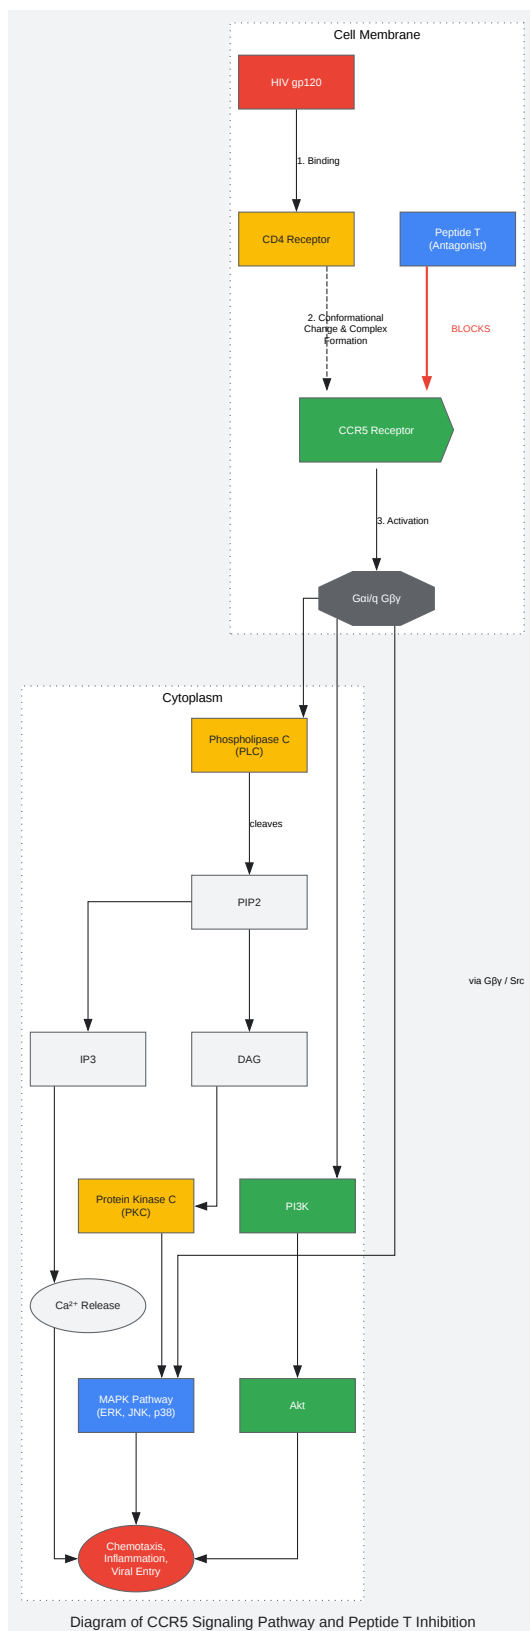 Cell Membrane
HIV gp120
1. Binding
CD4 Receptor
Peptide T
(Antagonist)
2. Conformational
Change & Complex
Formation
BLOCKS
CCR5 Receptor
3. Activation
Gαi/q Gβγ
Cytoplasm
Phospholipase C
(PLC)
cleaves
PIP2
via Gβγ / Src
IP3
DAG
Protein Kinase C
(PKC)
PI3K
Ca²⁺ Release
MAPK Pathway
(ERK, JNK, p38)
Akt
Chemotaxis,
Inflammation,
Viral Entry
Diagram of CCR5 Signaling Pathway and Peptide T Inhibition